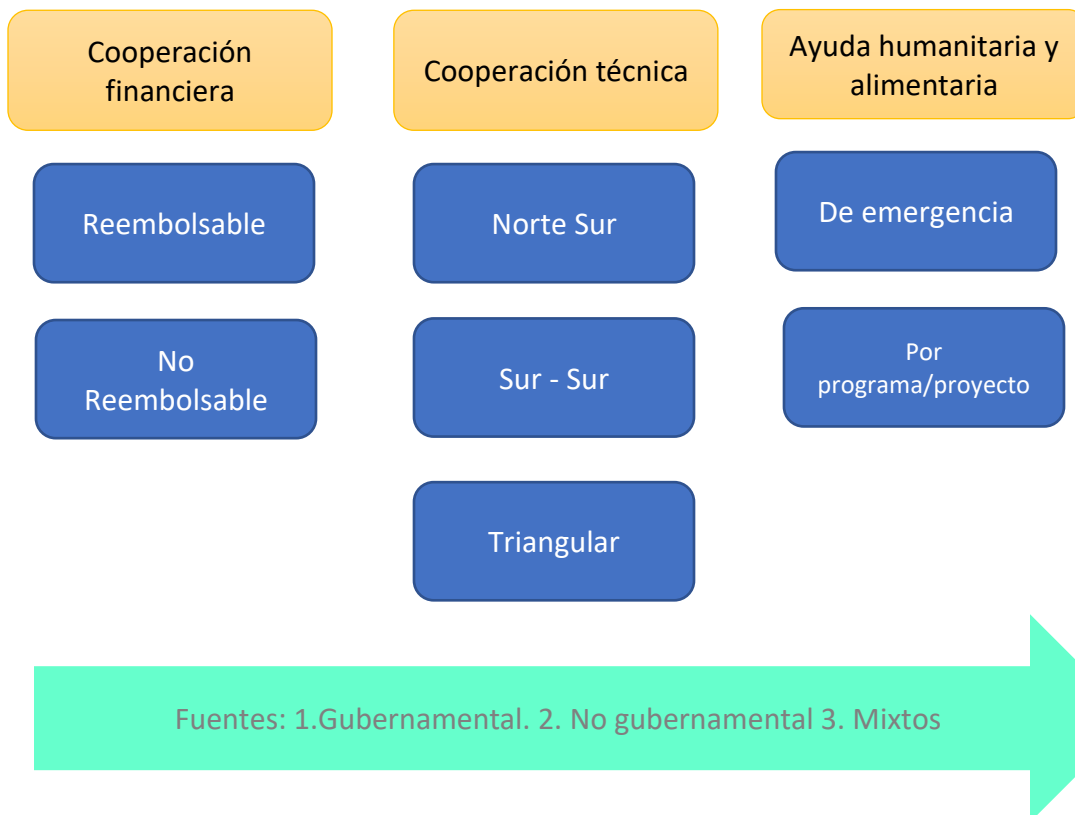 Cooperación
financiera
Reembolsable
No
Reembolsable
Cooperación técnica
Norte Sur
Sur - Sur
Triangular
Ayuda humanitaria y
alimentaria
De emergencia
Por
programa/proyecto
Fuentes: 1.Gubernamental. 2. No gubernamental 3. Mixtos